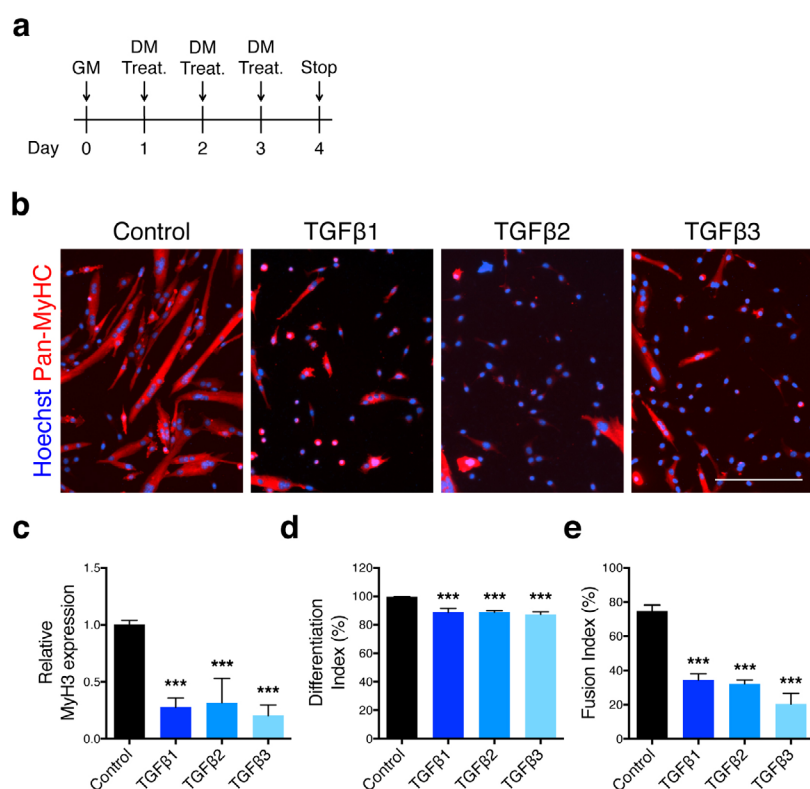 a
DM DM DM
GM Treat. Treat. Treat. Stop
Day 0 1 2 3 4
b
Control TGFβ1 TGFβ2 TGFβ3
Hoechst Pan-MyHC
c
Relative
MyH3 expression
1.5
1.0
0.5
0.0
***
***
***
Control TGFβ1 TGFβ2 TGFβ3
d
Differentiation
Index (%)
120
100
80
60
40
20
0
*** *** ***
Control TGFβ1 TGFβ2 TGFβ3
e
Fusion Index (%)
100
80
60
40
20
0
***
***
***
Control TGFβ1 TGFβ2 TGFβ3